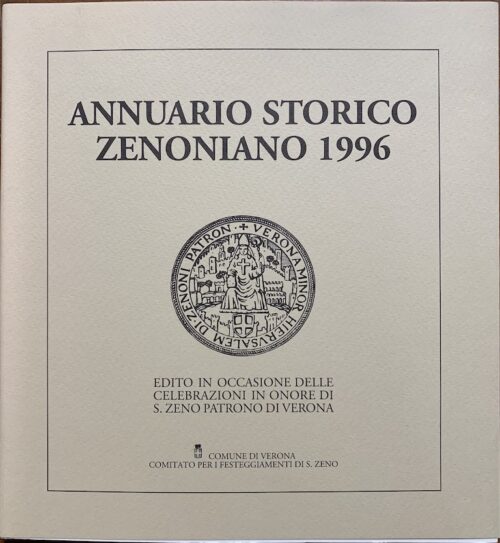 ANNUARIO STORICO
ZENONIANO 1996
+ VERONA MINOR HIERVSALEM DI·ZENONI PATRON·
EDITO IN OCCASIONE DELLE
CELEBRAZIONI IN ONORE DI
S. ZENO PATRONO DI VERONA
COMUNE DI VERONA
COMITATO PER I FESTEGGIAMENTI DI S. ZENO